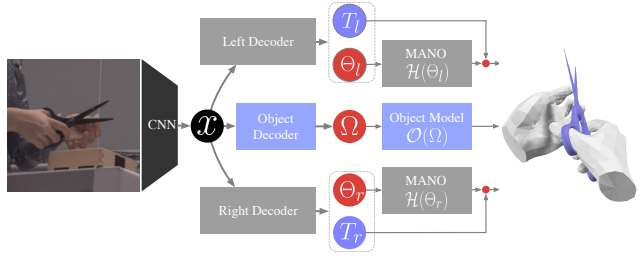 T_l
Left Decoder
Θ_l
MANO
H(Θ_l)
CNN
x
Object
Decoder
Ω
Object Model
O(Ω)
Right Decoder
Θ_r
MANO
H(Θ_r)
T_r